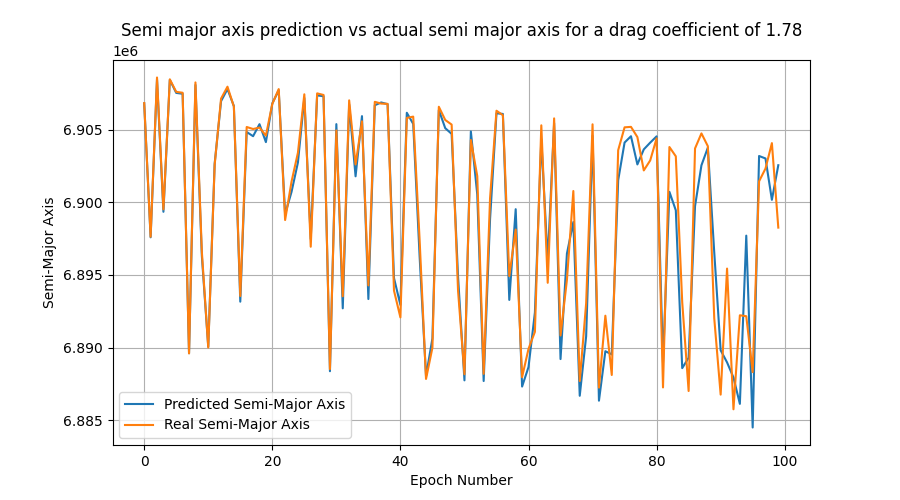 Semi major axis prediction vs actual semi major axis for a drag coefficient of 1.78
1e6
6.905
6.900
6.895
6.890
6.885
Semi-Major Axis
Predicted Semi-Major Axis
Real Semi-Major Axis
0 20 40 60 80 100
Epoch Number